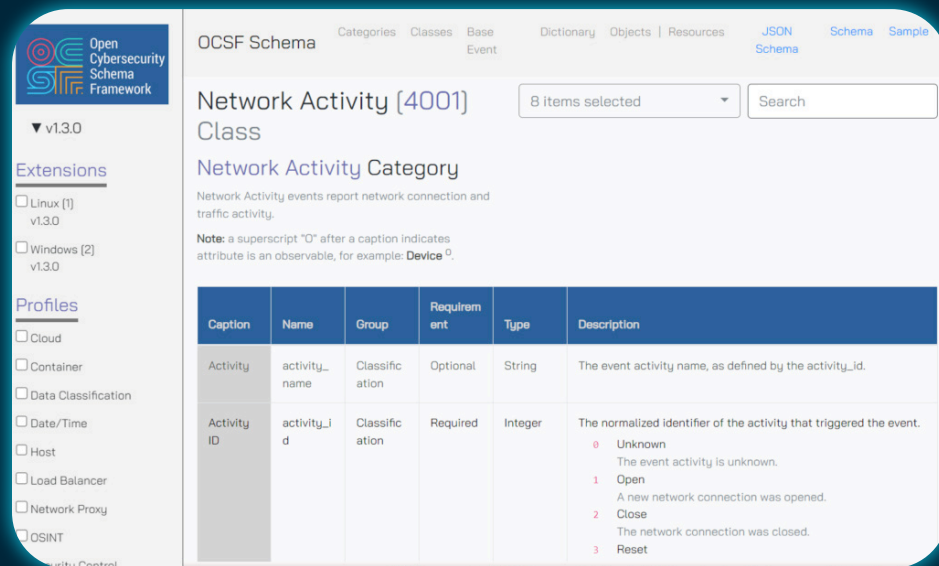 Open
Cybersecurity
Schema
Framework
▼ v1.3.0
Extensions
Linux [1]
v1.3.0
Windows [2]
v1.3.0
Profiles
Cloud
Container
Data Classification
Date/Time
Host
Load Balancer
Network Proxy
OSINT
Security Control
OCSF Schema
Categories Classes Base Event Dictionary Objects | Resources JSON Schema Schema Sample
Network Activity [4001]
Class
8 items selected
Search
Network Activity Category
Network Activity events report network connection and
traffic activity.
Note: a superscript "O" after a caption indicates
attribute is an observable, for example: Device O.
Caption Name Group Requirem
ent Type Description
Activity activity_
name Classific
ation Optional String The event activity name, as defined by the activity_id.
Activity
ID activity_i
d Classific
ation Required Integer The normalized identifier of the activity that triggered the event.
0 Unknown
The event activity is unknown.
1 Open
A new network connection was opened.
2 Close
The network connection was closed.
3 Reset